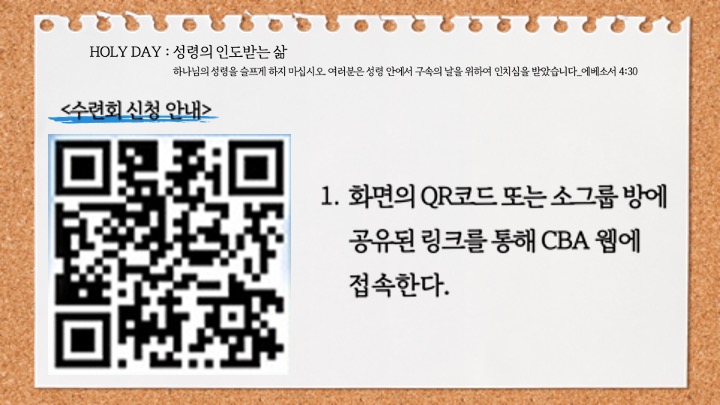 HOLY DAY : 성령의 인도받는 삶
하나님의 성령을 슬프게 하지 마십시오. 여러분은 성령 안에서 구속의 날을 위하여 인치심을 받았습니다_에베소서 4:30
<수련회 신청 안내>
1. 화면의 QR코드 또는 소그룹 방에
공유된 링크를 통해 CBA 웹에
접속한다.